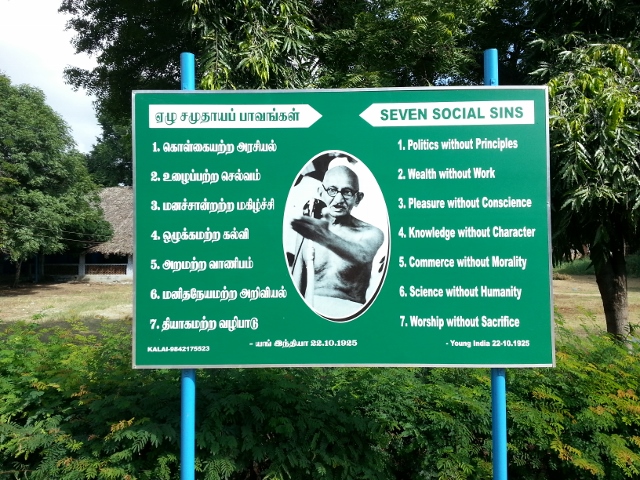 ஏழு சமுதாயப் பாவங்கள்
1. கொள்கையற்ற அரசியல்
2. உழைப்பற்ற செல்வம்
3. மனச்சான்றற்ற மகிழ்ச்சி
4. ஒழுக்கமற்ற கல்வி
5. அறமற்ற வாணிபம்
6. மனிதநேயமற்ற அறிவியல்
7. தியாகமற்ற வழிபாடு
- யங் இந்தியா 22.10.1925
KALAI-9842175523
SEVEN SOCIAL SINS
1. Politics without Principles
2. Wealth without Work
3. Pleasure without Conscience
4. Knowledge without Character
5. Commerce without Morality
6. Science without Humanity
7. Worship without Sacrifice
- Young India 22-10.1925